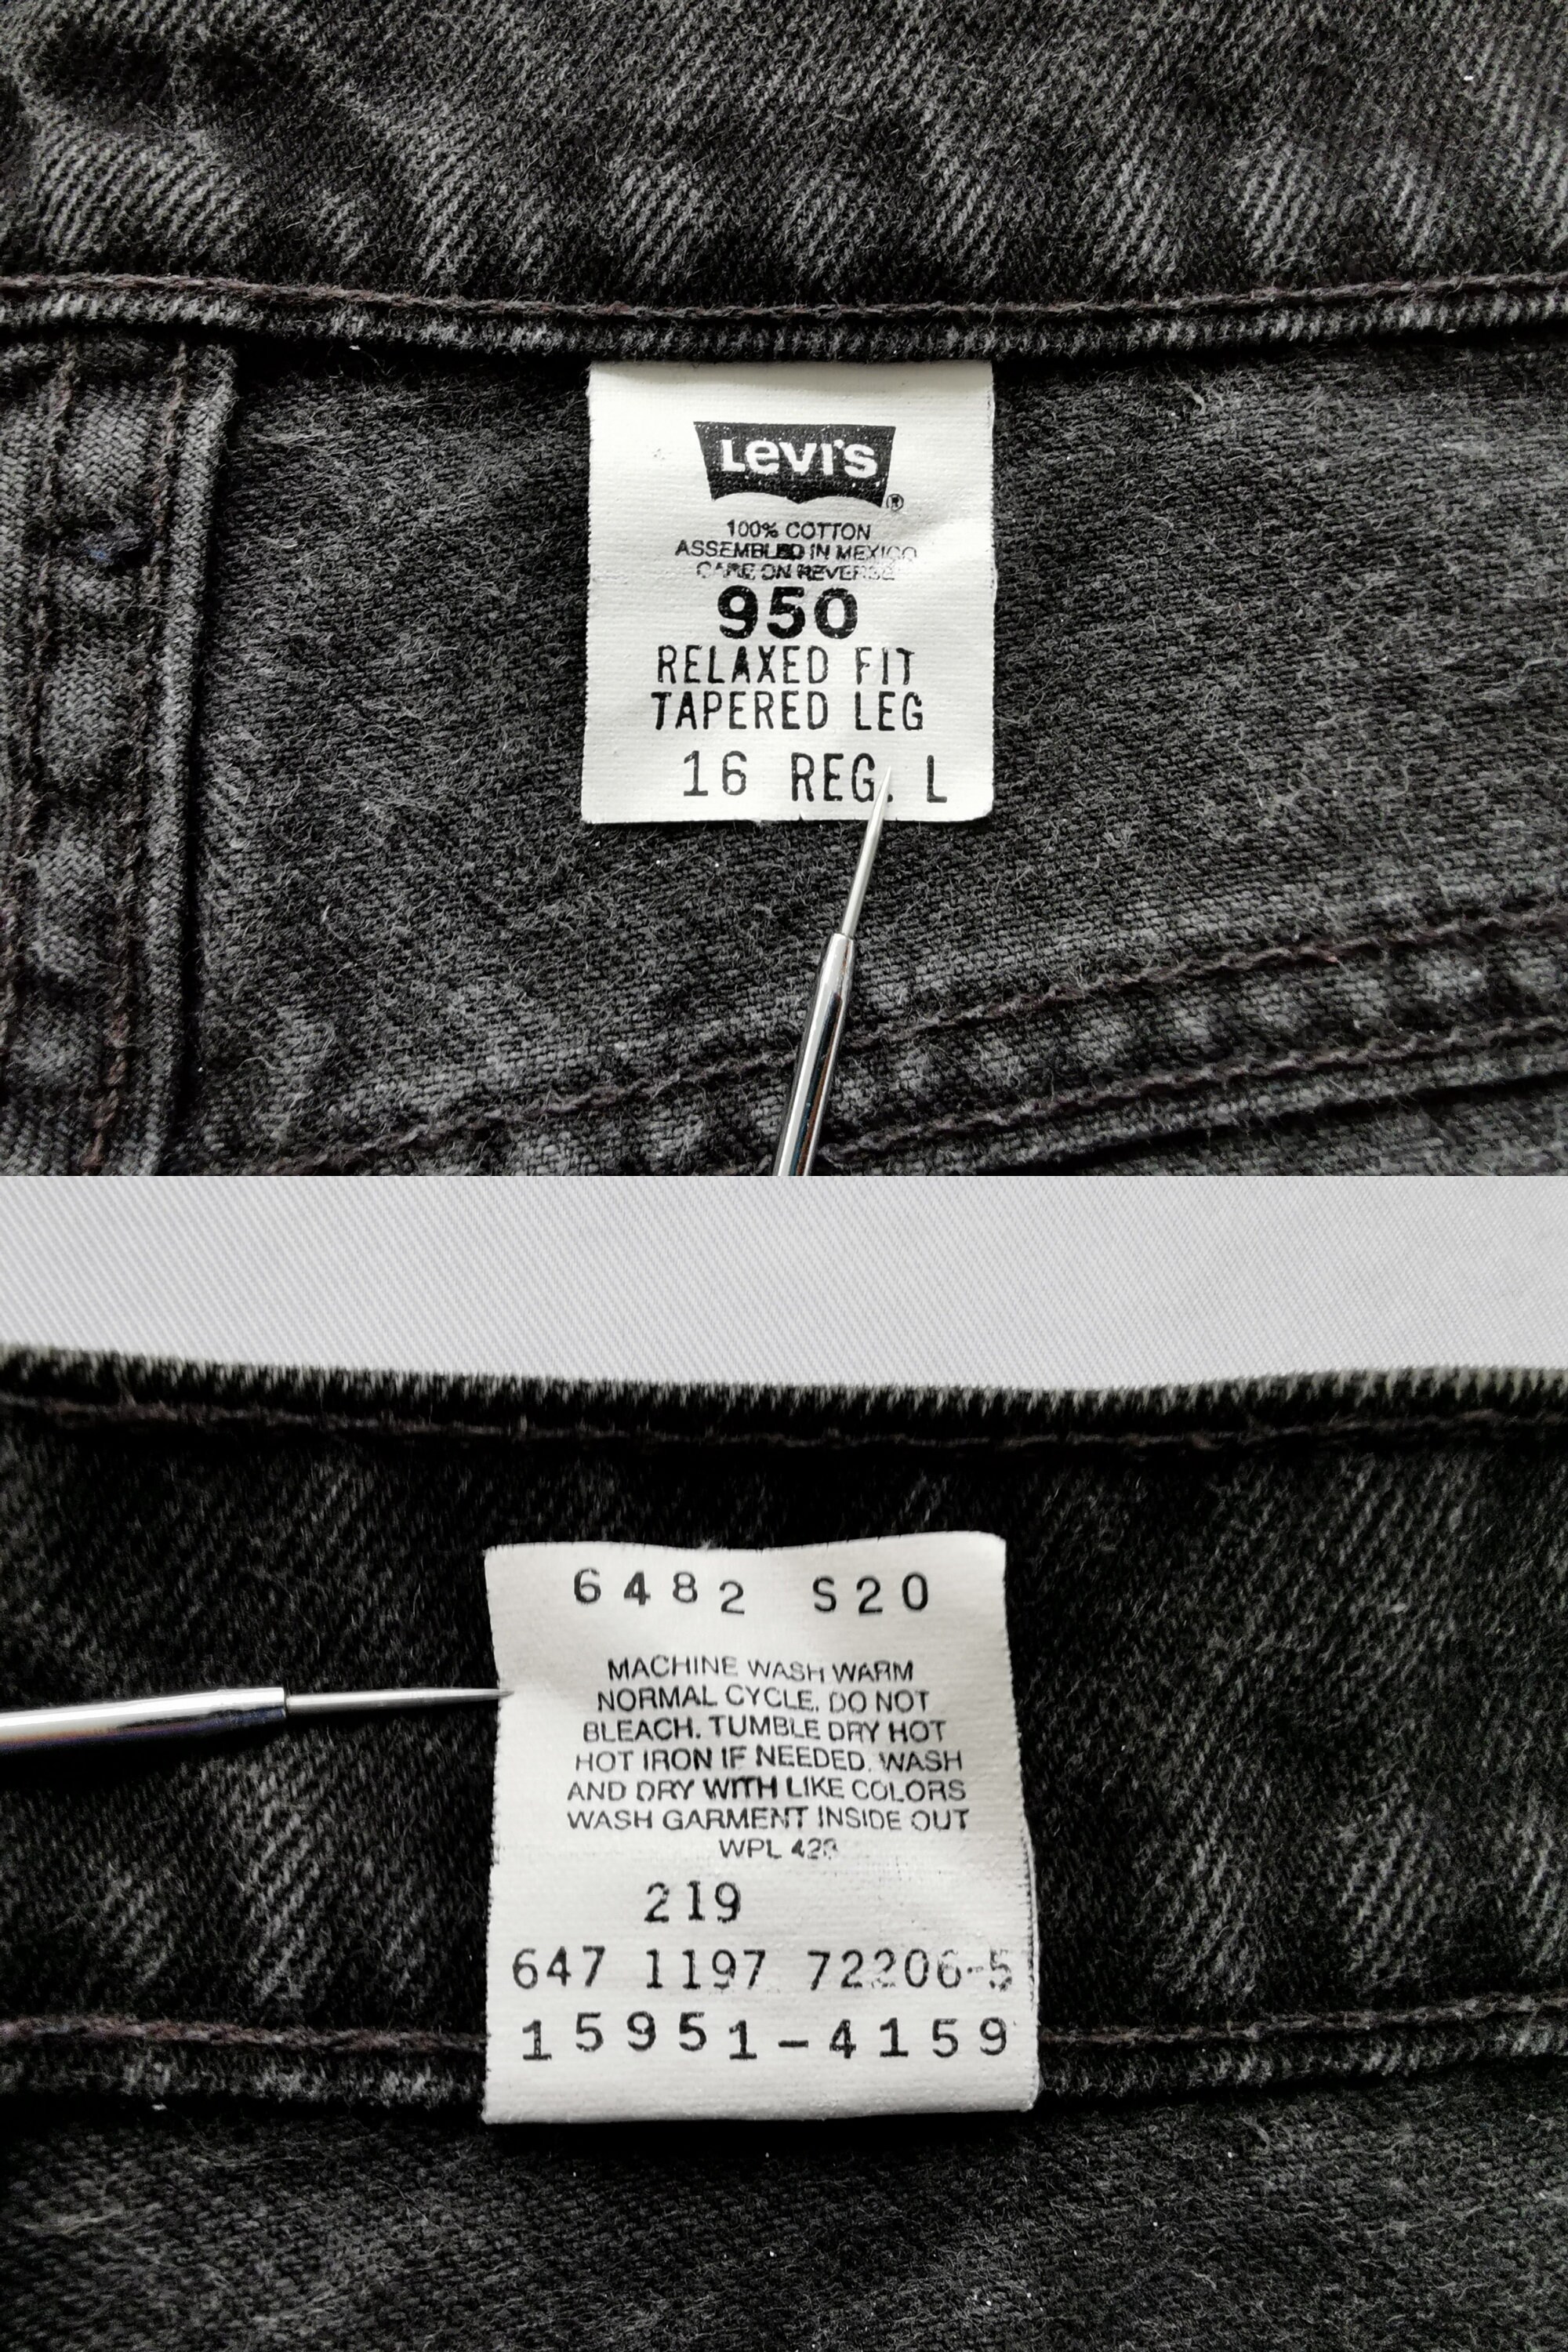 Levi's
®
100% COTTON
ASSEMBLED IN MEXICO
CARE ON REVERSE
950
RELAXED FIT
TAPERED LEG
16 REG. L
6482 S20
MACHINE WASH WARM
NORMAL CYCLE. DO NOT
BLEACH. TUMBLE DRY HOT
HOT IRON IF NEEDED. WASH
AND DRY WITH LIKE COLORS
WASH GARMENT INSIDE OUT
WPL 423
219
647 1197 72206-5
15951-4159